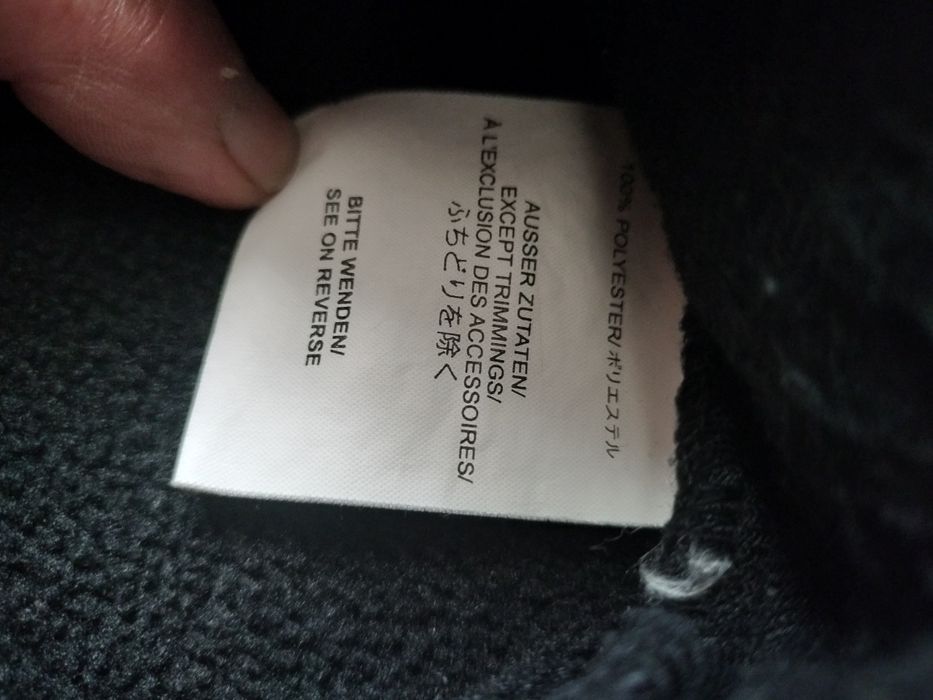 100% POLYESTER/ポリエステル
AUSSER ZUTATEN/
EXCEPT TRIMMINGS/
À L'EXCLUSION DES ACCESSOIRES/
ふちどりを除く
BITTE WENDEN/
SEE ON REVERSE